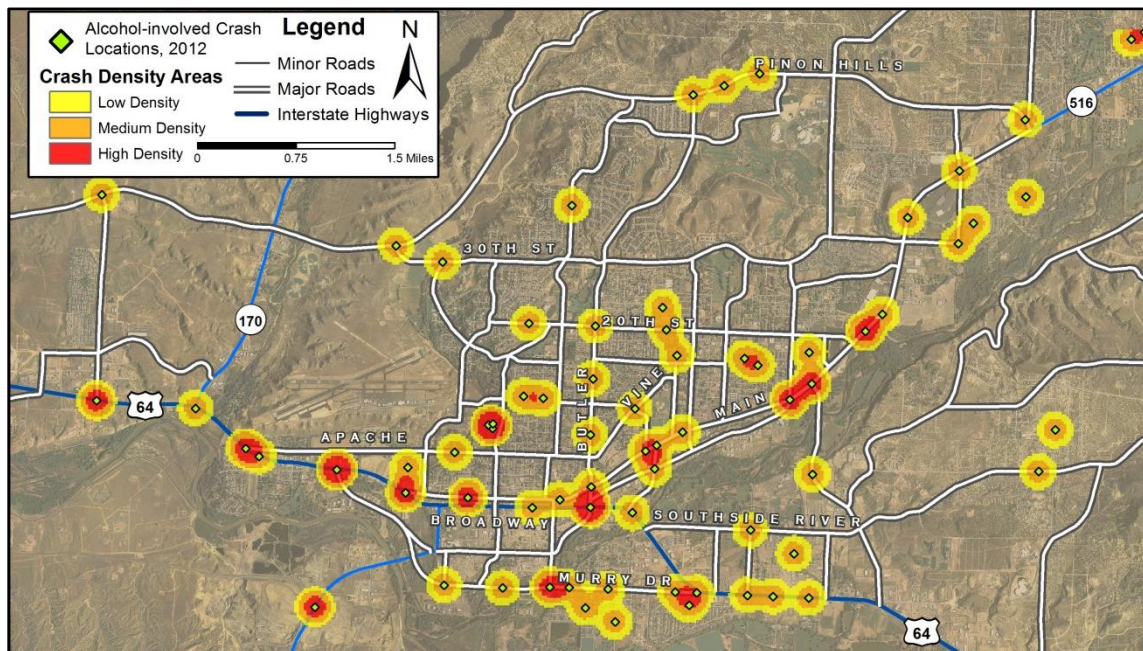 Alcohol-involved Crash
Locations, 2012
Legend
N
Crash Density Areas
Low Density
Medium Density
High Density
Minor Roads
Major Roads
Interstate Highways
0 0.75 1.5 Miles
PINON HILLS
516
30TH ST
170
20TH ST
64
VINE
BUTLER
MAIN
APACHE
BROADWAY
SOUTHSIDE RIVER
MURRY DR
64